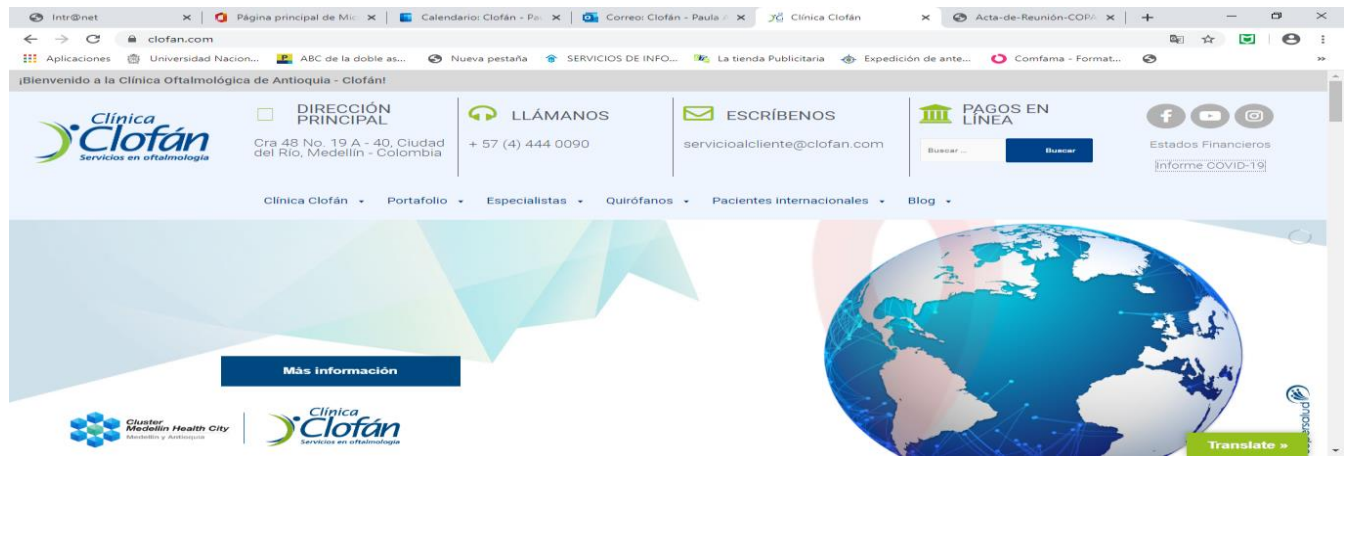 Intr@net
Página principal de Mic
Calendario: Clofán - Pa
Correo: Clofán - Paula A
Clínica Clofán
Acta-de-Reunión-COPA
clofan.com
Aplicaciones
Universidad Nacion...
ABC de la doble as...
Nueva pestaña
SERVICIOS DE INFO...
La tienda Publicitaria
Expedición de ante...
Comfama - Format...
¡Bienvenido a la Clínica Oftalmológica de Antioquia - Clofán!
Clínica
Clofán
Servicios en oftalmología
DIRECCIÓN
PRINCIPAL
Cra 48 No. 19 A - 40, Ciudad
del Río, Medellín - Colombia
LLÁMANOS
+ 57 (4) 444 0090
ESCRÍBENOS
servicioalcliente@clofan.com
PAGOS EN
LÍNEA
Buscar ...
Buscar
Estados Financieros
Informe COVID-19
Clínica Clofán
Portafolio
Especialistas
Quirófanos
Pacientes internacionales
Blog
Más información
Cluster
Medellín Health City
Medellín y Antioquia
Clínica
Clofán
Servicios en oftalmología
Translate »